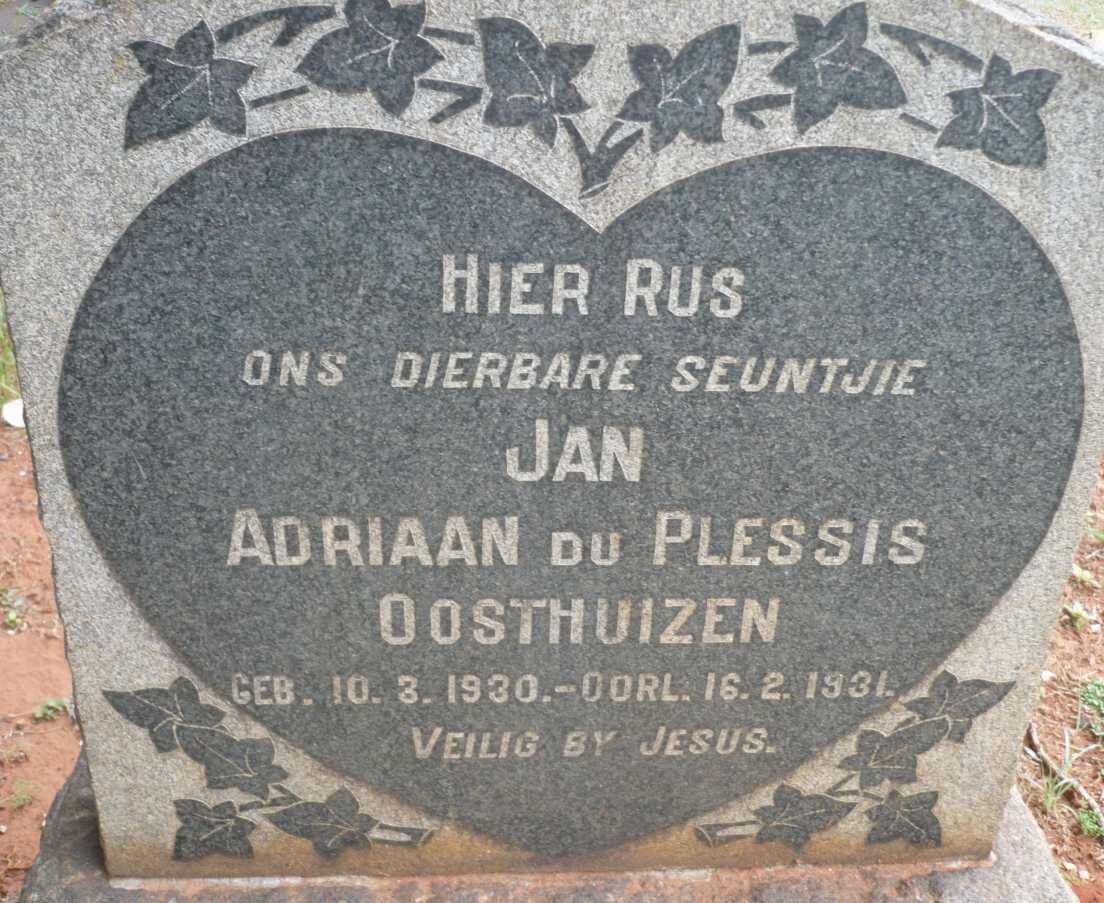 HIER RUS
ONS DIERBARE SEUNTJIE
JAN
ADRIAAN DU PLESSIS
OOSTHUIZEN
GEB. 10. 3. 1930.-OORL. 16. 2. 1931.
VEILIG BY JESUS.